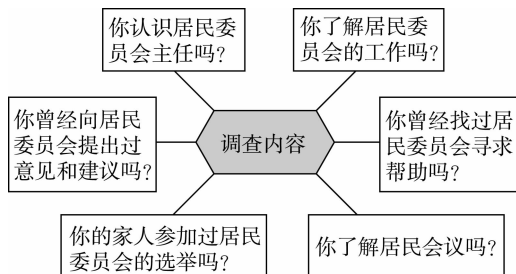 你认识居民委
员会主任吗?
你了解居民委
员会的工作吗?
你曾经向居民
委员会提出过
意见和建议吗?
调查内容
你曾经找过居
民委员会寻求
帮助吗?
你的家人参加过居民
委员会的选举吗?
你了解居民会议吗?